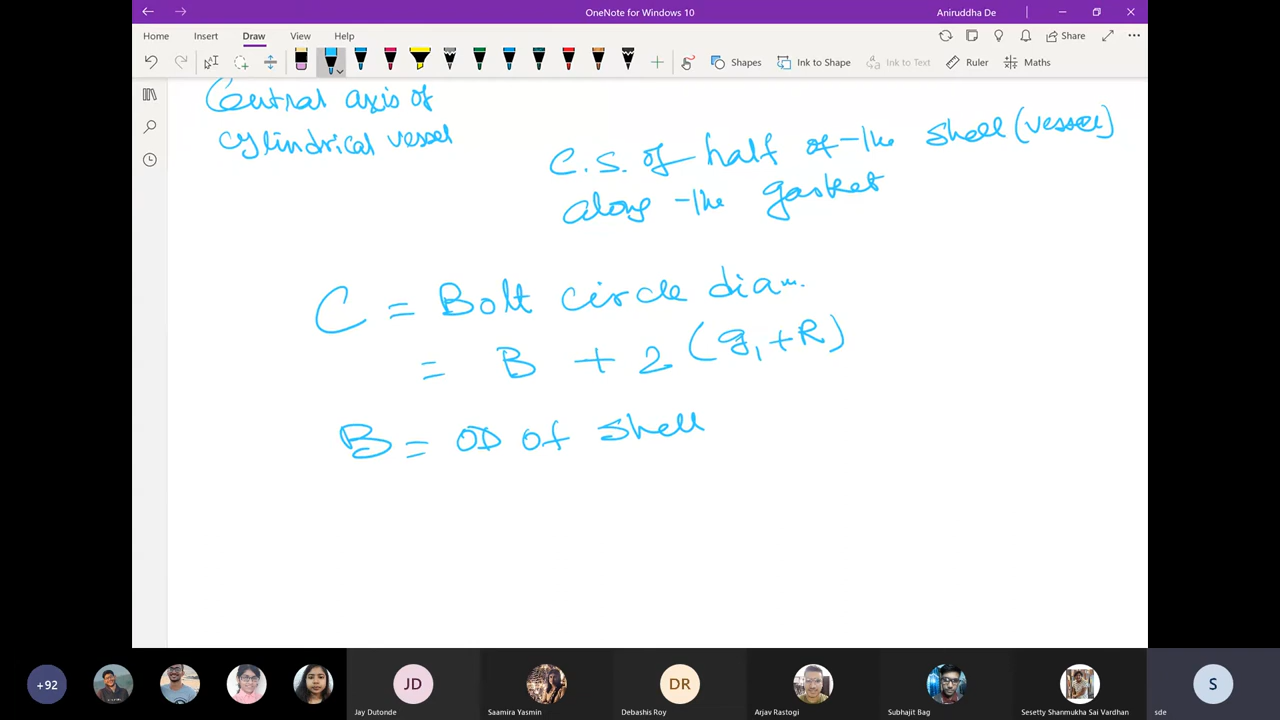 OneNote for Windows 10
Aniruddha De
Home Insert Draw View Help
Share
Shapes Ink to Shape Ink to Text Ruler Maths
Central axis of
cylindrical vessel
C.S. of half of the shell (vessel)
along the gasket
C = Bolt circle diam.
= B + 2 (g₁ + R)
B = OD of shell
+92
JD
DR
S
Jay Dutonde
Saamira Yasmin
Debashis Roy
Arjav Rastogi
Subhajit Bag
Sesetty Shanmukha Sai Vardhan
sde